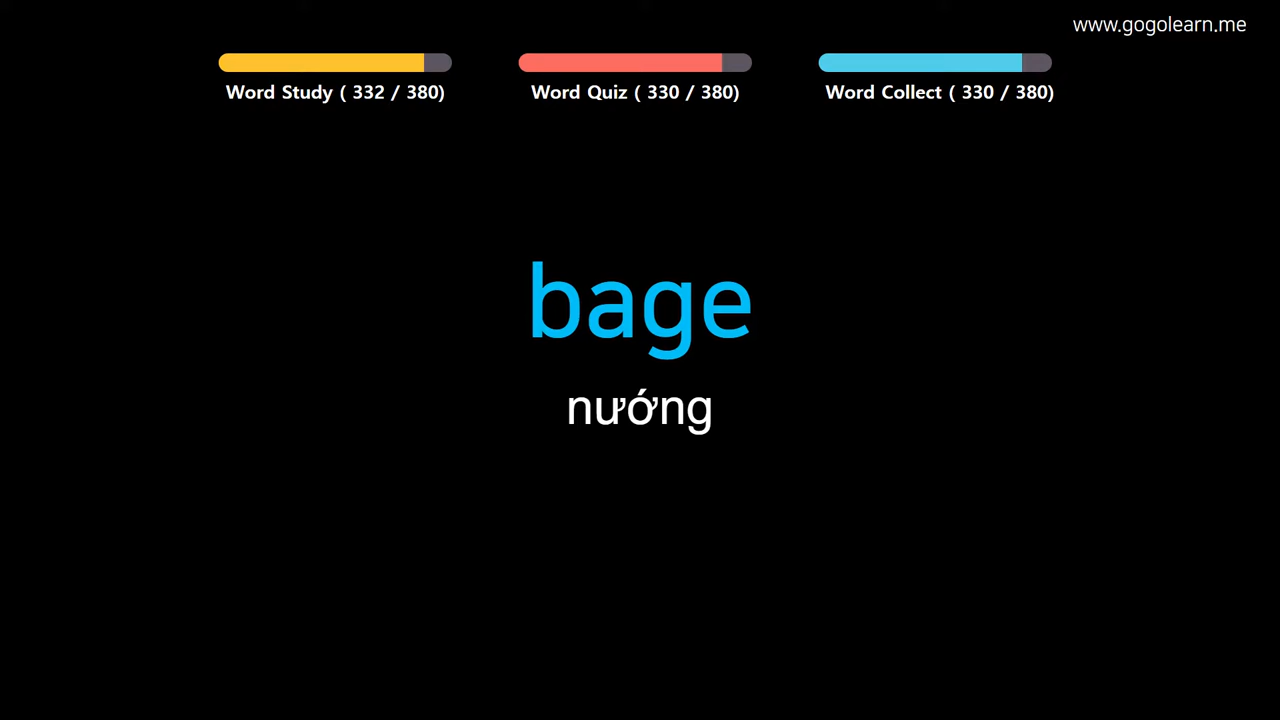 www.gogolearn.me
Word Study ( 332 / 380)
Word Quiz ( 330 / 380)
Word Collect ( 330 / 380)
bage
nướng